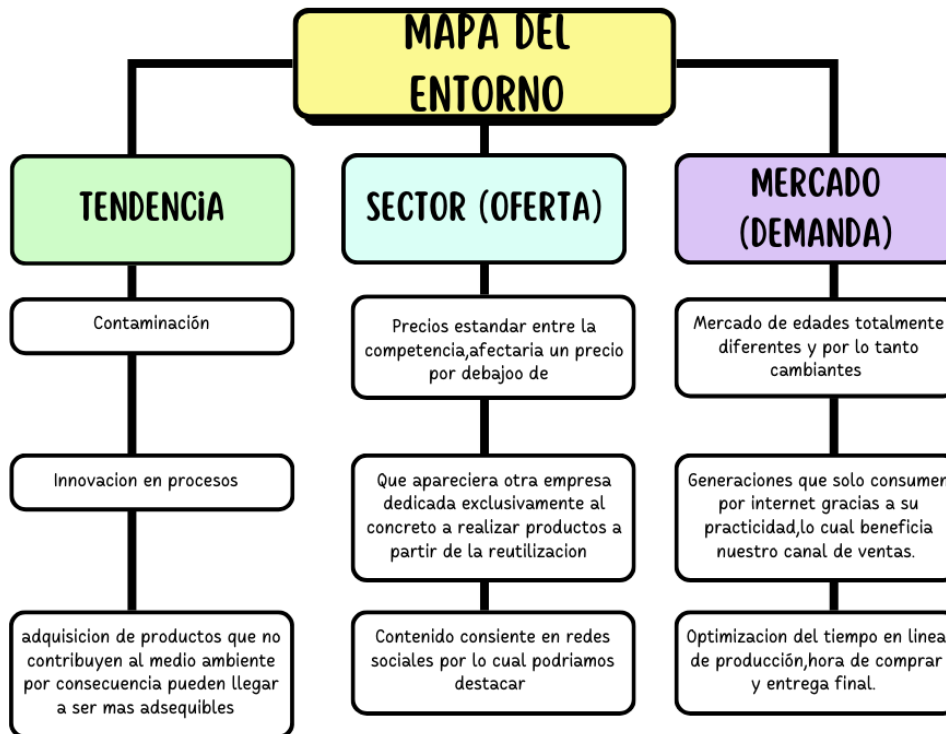 MAPA DEL
ENTORNO
TENDENCiA
Contaminación
Innovacion en procesos
adquisicion de productos que no
contribuyen al medio ambiente
por consecuencia pueden llegar
a ser mas adsequibles
SECTOR (OFERTA)
Precios estandar entre la
competencia,afectaria un precio
por debajoo de
Que apareciera otra empresa
dedicada exclusivamente al
concreto a realizar productos a
partir de la reutilizacion
Contenido consiente en redes
sociales por lo cual podriamos
destacar
MERCADO
(DEMANDA)
Mercado de edades totalmente
diferentes y por lo tanto
cambiantes
Generaciones que solo consumen
por internet gracias a su
practicidad,lo cual beneficia
nuestro canal de ventas.
Optimizacion del tiempo en linea
de producción,hora de comprar
y entrega final.